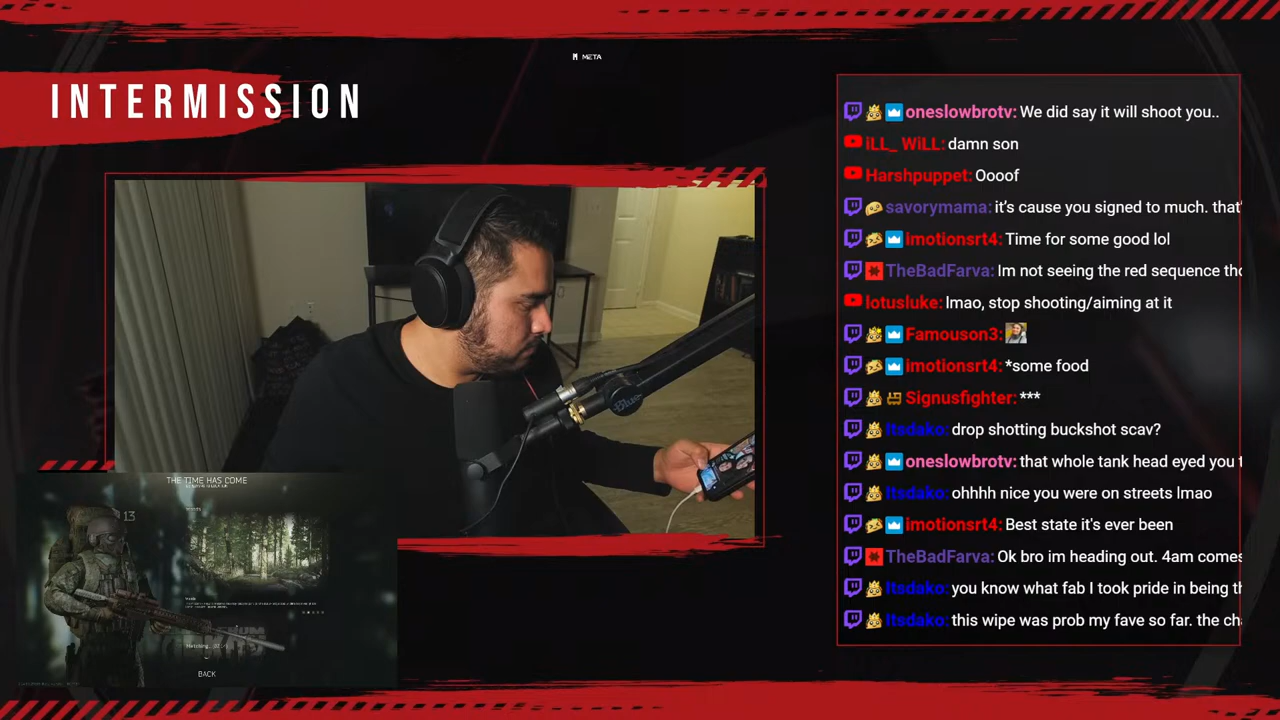 META
INTERMISSION
oneslowbrotv: We did say it will shoot you..
iLL_ WiLL: damn son
Harshpuppet: Oooof
savorymama: it's cause you signed to much. that'
imotionsrt4: Time for some good lol
TheBadFarva: Im not seeing the red sequence tho
lotusluke: lmao, stop shooting/aiming at it
Famouson3:
imotionsrt4: *some food
Signusfighter: ***
Itsdako: drop shotting buckshot scav?
oneslowbrotv: that whole tank head eyed you t
Itsdako: ohhhh nice you were on streets lmao
imotionsrt4: Best state it's ever been
TheBadFarva: Ok bro im heading out. 4am comes
Itsdako: you know what fab I took pride in being th
Itsdako: this wipe was prob my fave so far. the cha
Blue
THE TIME HAS COME
13
BACK